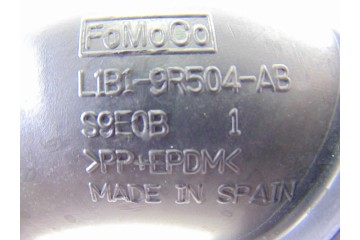 FoMoCo
L1B1-9R504-AB
S9E0B 1
>PP+EPDM<
MADE IN SPAIN